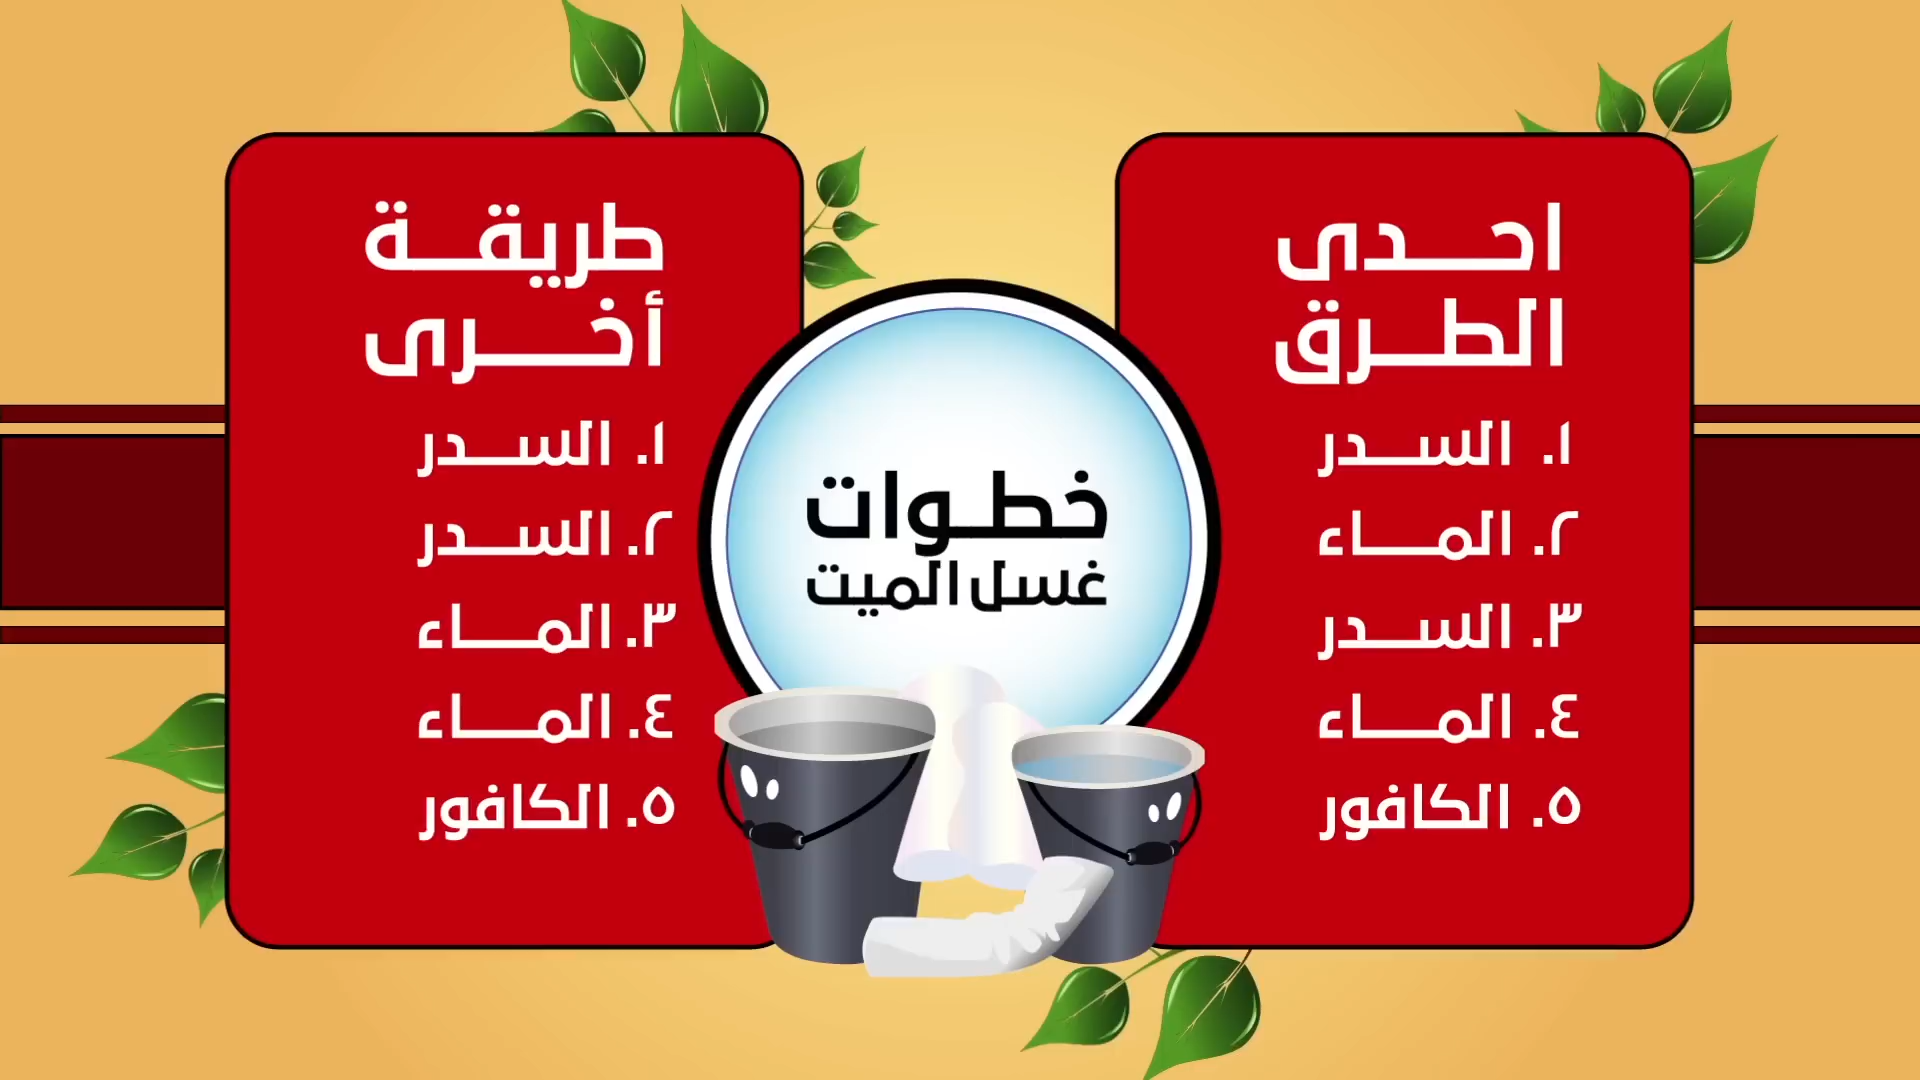 خطوات
غسل الميت
احدى
الطرق
١. السدر
٢. الماء
٣. السدر
٤. الماء
٥. الكافور
طريقة
أخرى
١. السدر
٢. السدر
٣. الماء
٤. الماء
٥. الكافور